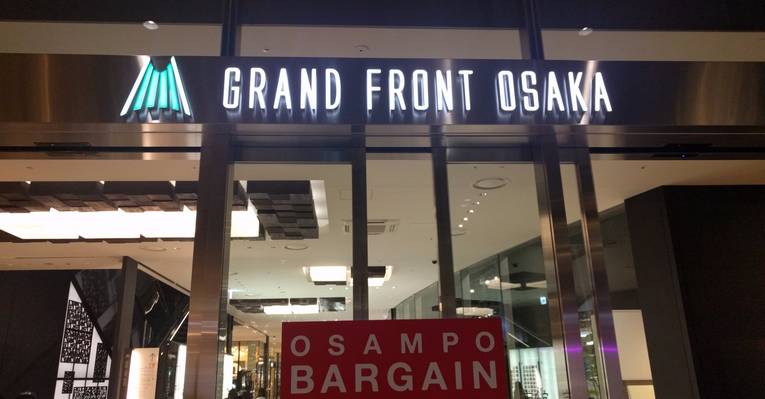 GRAND FRONT OSAKA
OSAMPO
BARGAIN